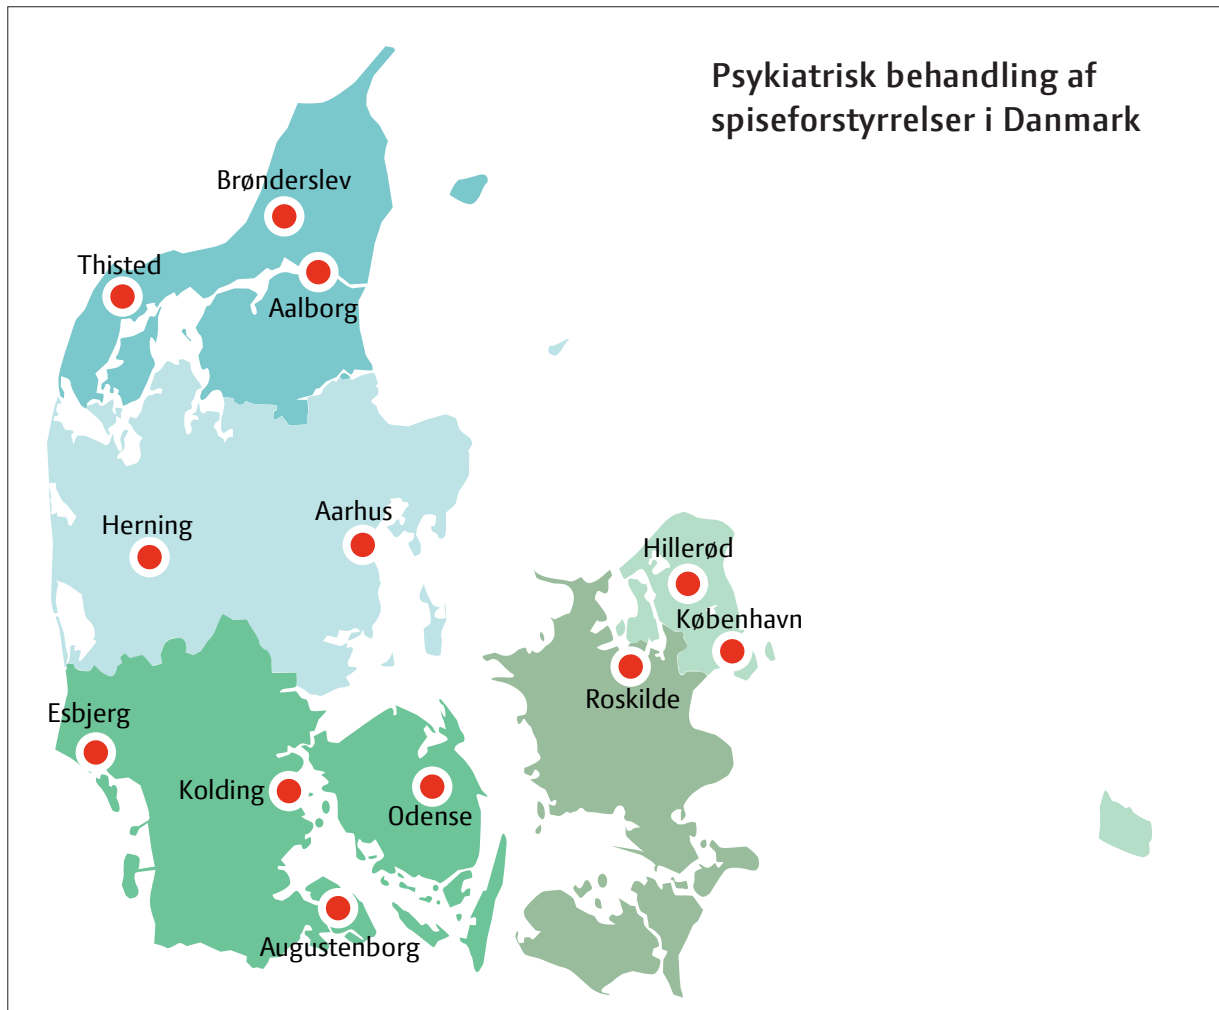 Psykiatrisk behandling af
spiseforstyrrelser i Danmark
Brønderslev
Thisted
Aalborg
Aarhus
Herning
Hillerød
København
Roskilde
Esbjerg
Kolding
Odense
Augustenborg